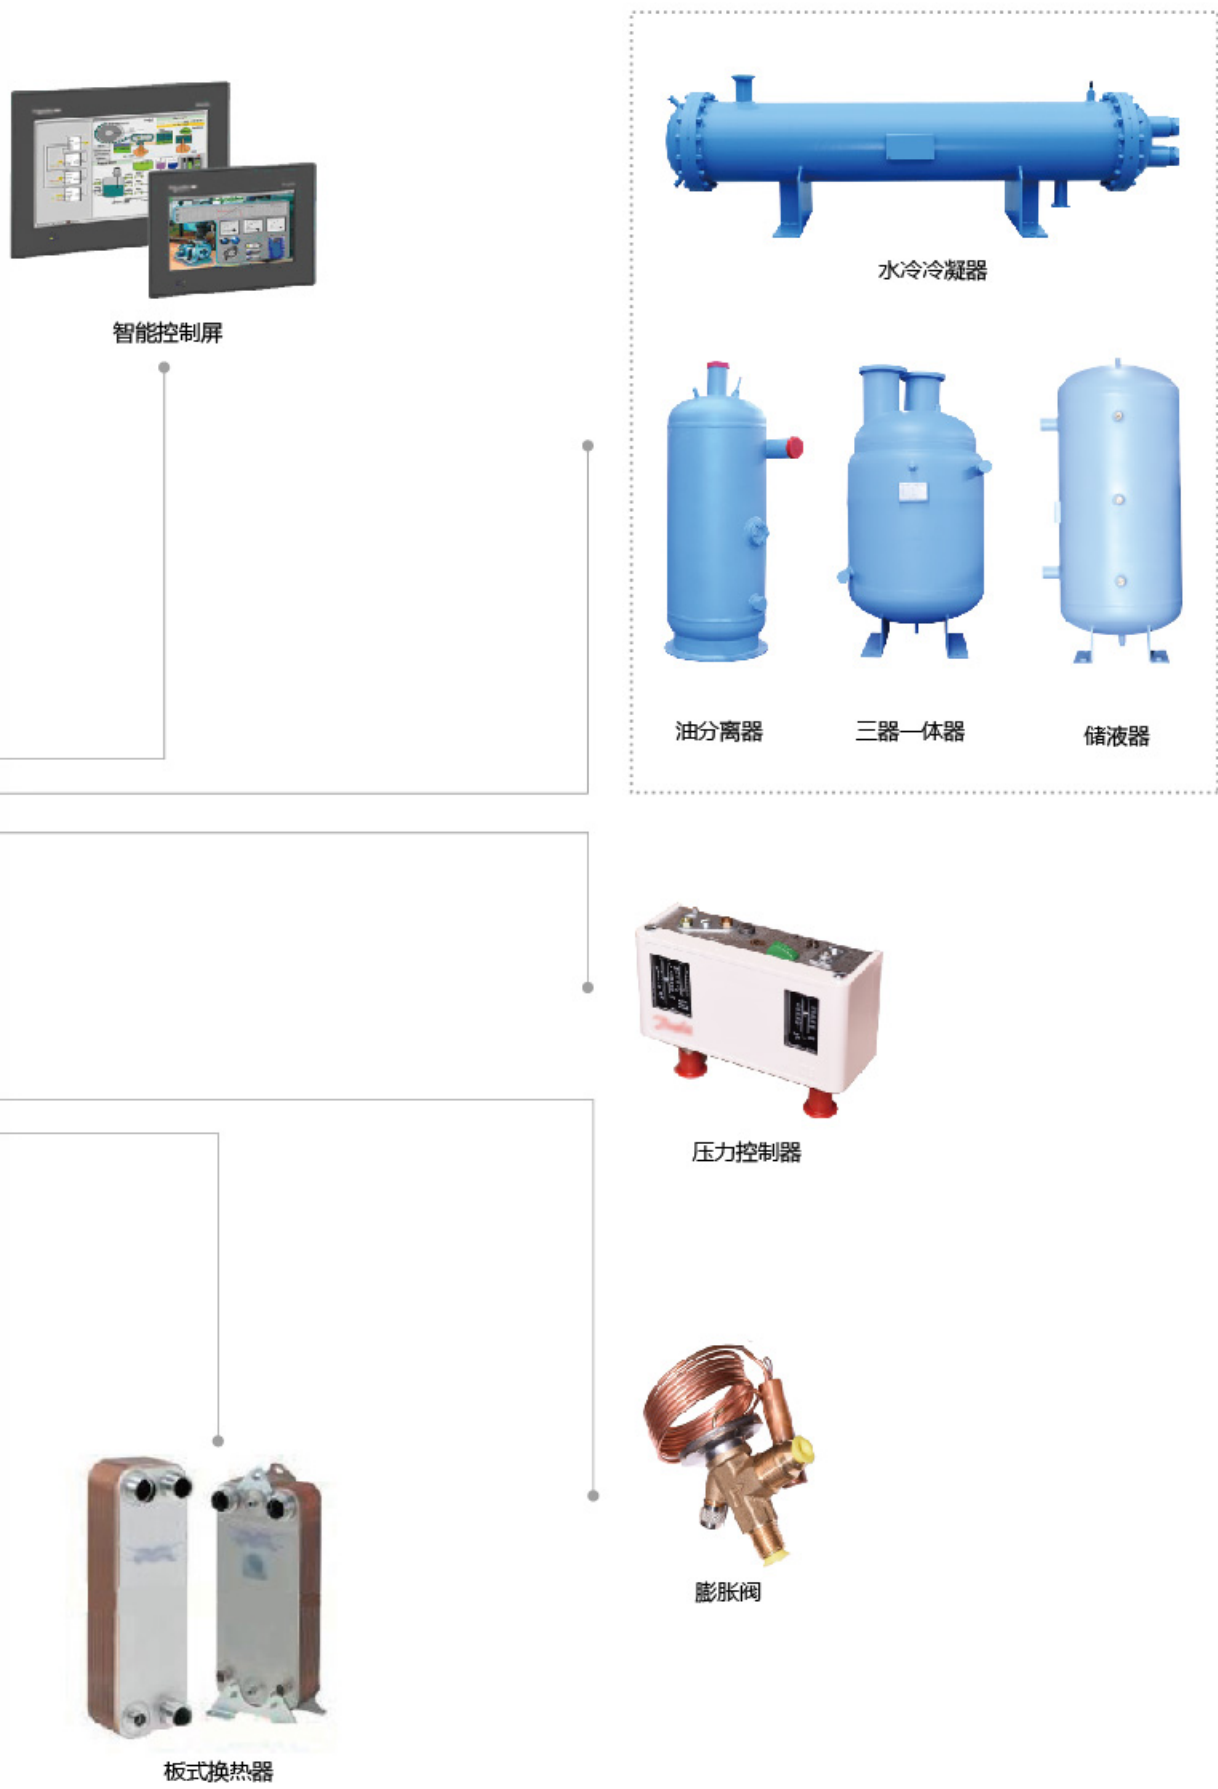 水冷冷凝器
智能控制屏
油分离器
三器一体器
储液器
压力控制器
膨胀阀
板式换热器